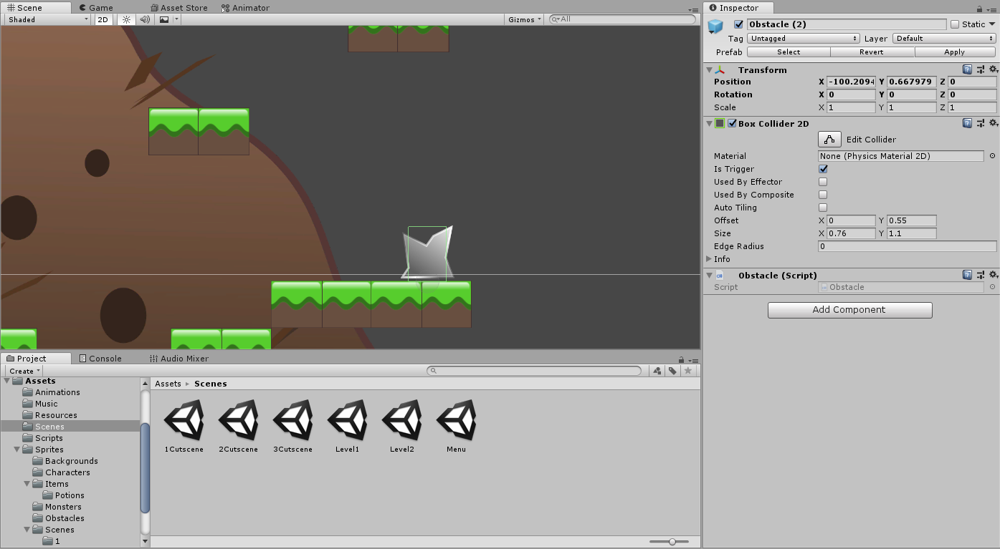 Scene Game Asset Store Animator
Shaded 2D Gizmos All
Inspector
Obstacle (2) Static
Tag Untagged Layer Default
Prefab Select Revert Apply
Transform
Position X -100.2094 Y 0.667979 Z 0
Rotation X 0 Y 0 Z 0
Scale X 1 Y 1 Z 1
Box Collider 2D
Edit Collider
Material None (Physics Material 2D)
Is Trigger
Used By Effector
Used By Composite
Auto Tiling
Offset X 0 Y 0.55
Size X 0.76 Y 1.1
Edge Radius 0
Info
Obstacle (Script)
Script Obstacle
Add Component
Project Console Audio Mixer
Create
Assets
Animations
Music
Resources
Scenes
Scripts
Sprites
Backgrounds
Characters
Items
Potions
Monsters
Obstacles
Scenes
1
Assets Scenes
1Cutscene 2Cutscene 3Cutscene Level1 Level2 Menu